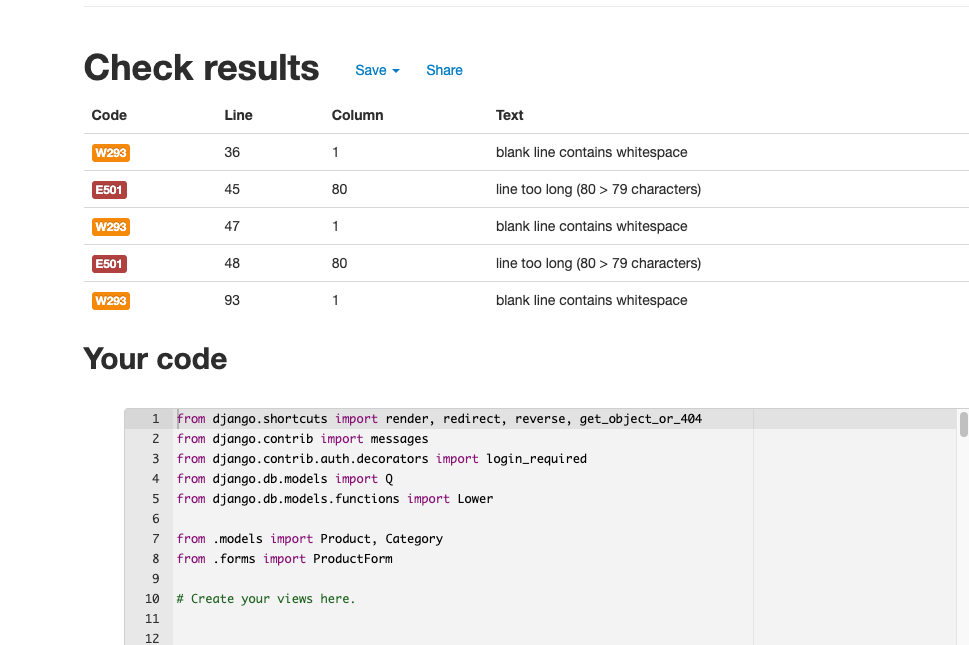 Check results Save Share
Code Line Column Text
W293 36 1 blank line contains whitespace
E501 45 80 line too long (80 > 79 characters)
W293 47 1 blank line contains whitespace
E501 48 80 line too long (80 > 79 characters)
W293 93 1 blank line contains whitespace
Your code
1 from django.shortcuts import render, redirect, reverse, get_object_or_404
2 from django.contrib import messages
3 from django.contrib.auth.decorators import login_required
4 from django.db.models import Q
5 from django.db.models.functions import Lower
6
7 from .models import Product, Category
8 from .forms import ProductForm
9
10 # Create your views here.
11
12